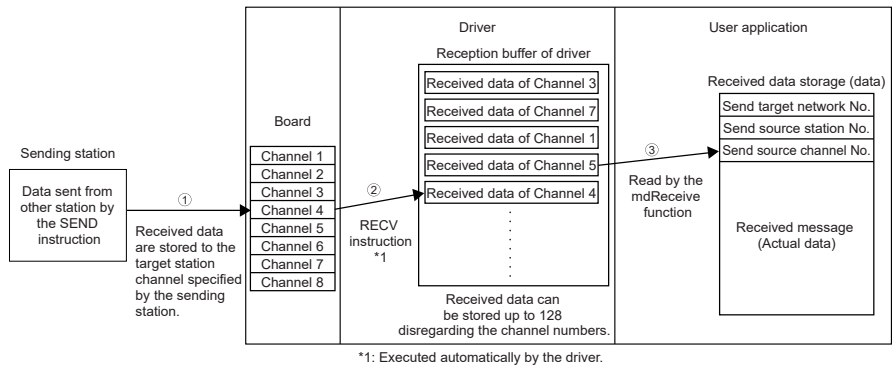 Sending station
Data sent from
other station by
the SEND
instruction
①
Received data
are stored to the
target station
channel specified
by the sending
station.
Board
Channel 1
Channel 2
Channel 3
Channel 4
Channel 5
Channel 6
Channel 7
Channel 8
②
RECV
instruction
*1
Driver
Reception buffer of driver
Received data of Channel 3
Received data of Channel 7
Received data of Channel 1
Received data of Channel 5
Received data of Channel 4
Received data can
be stored up to 128
disregarding the channel numbers.
③
Read by the
mdReceive
function
User application
Received data storage (data)
Send target network No.
Send source station No.
Send source channel No.
Received message
(Actual data)
*1: Executed automatically by the driver.